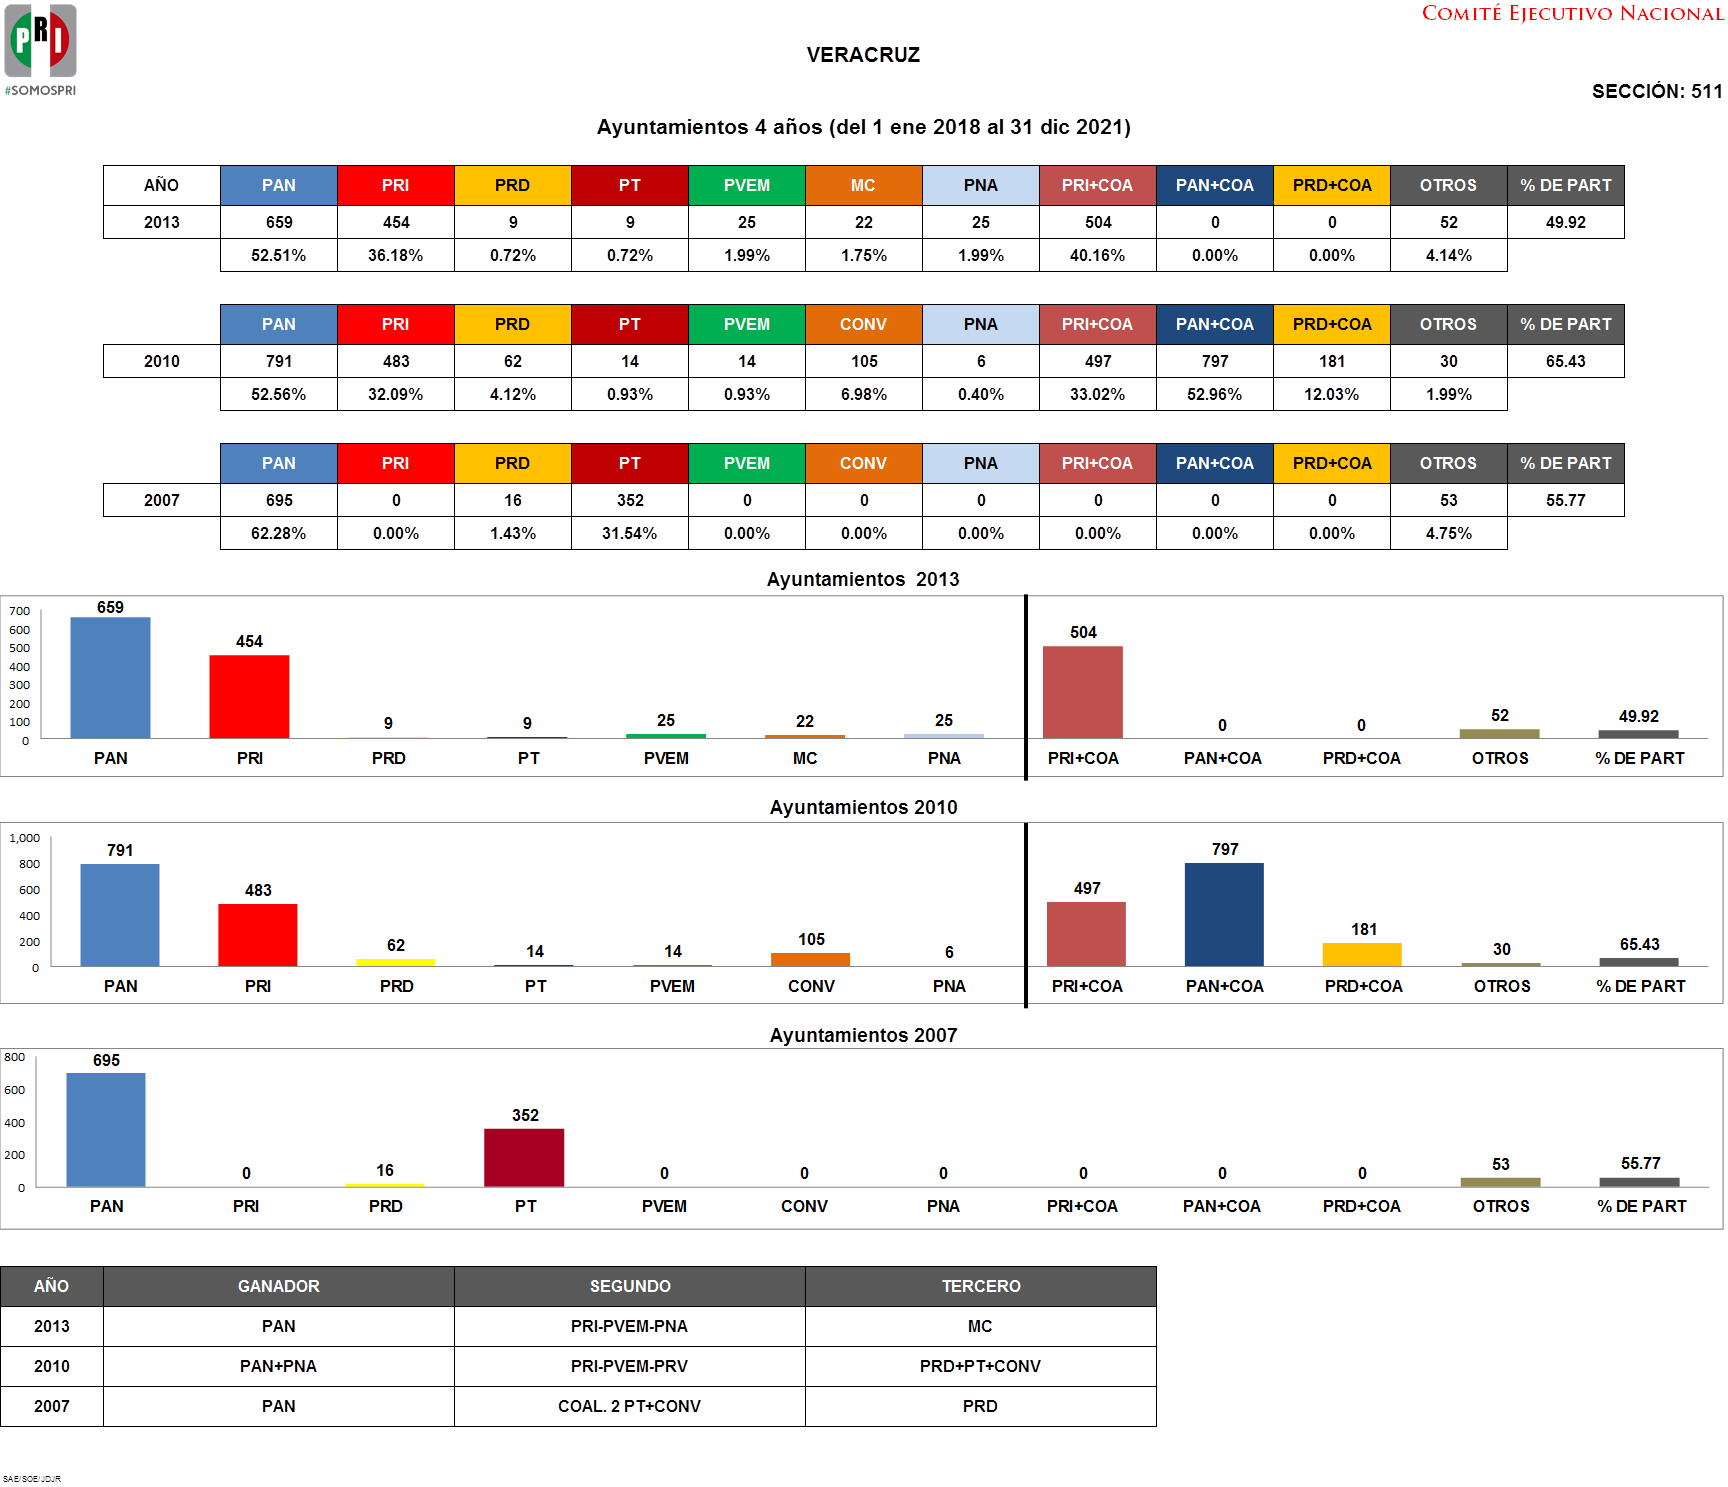 PRI
#SOMOSPRI
COMITÉ EJECUTIVO NACIONAL
VERACRUZ
SECCIÓN: 511
Ayuntamientos 4 años (del 1 ene 2018 al 31 dic 2021)
AÑO PAN PRI PRD PT PVEM MC PNA PRI+COA PAN+COA PRD+COA OTROS % DE PART
2013 659 454 9 9 25 22 25 504 0 0 52 49.92
52.51% 36.18% 0.72% 0.72% 1.99% 1.75% 1.99% 40.16% 0.00% 0.00% 4.14%
PAN PRI PRD PT PVEM CONV PNA PRI+COA PAN+COA PRD+COA OTROS % DE PART
2010 791 483 62 14 14 105 6 497 797 181 30 65.43
52.56% 32.09% 4.12% 0.93% 0.93% 6.98% 0.40% 33.02% 52.96% 12.03% 1.99%
PAN PRI PRD PT PVEM CONV PNA PRI+COA PAN+COA PRD+COA OTROS % DE PART
2007 695 0 16 352 0 0 0 0 0 0 53 55.77
62.28% 0.00% 1.43% 31.54% 0.00% 0.00% 0.00% 0.00% 0.00% 0.00% 4.75%
Ayuntamientos 2013
700
600
500
400
300
200
100
0
659 454 9 9 25 22 25 504 0 0 52 49.92
PAN PRI PRD PT PVEM MC PNA PRI+COA PAN+COA PRD+COA OTROS % DE PART
Ayuntamientos 2010
1,000
800
600
400
200
0
791 483 62 14 14 105 6 497 797 181 30 65.43
PAN PRI PRD PT PVEM CONV PNA PRI+COA PAN+COA PRD+COA OTROS % DE PART
Ayuntamientos 2007
800
600
400
200
0
695 0 16 352 0 0 0 0 0 0 53 55.77
PAN PRI PRD PT PVEM CONV PNA PRI+COA PAN+COA PRD+COA OTROS % DE PART
AÑO GANADOR SEGUNDO TERCERO
2013 PAN PRI-PVEM-PNA MC
2010 PAN+PNA PRI-PVEM-PRV PRD+PT+CONV
2007 PAN COAL. 2 PT+CONV PRD
SAE/SOE/JDJR